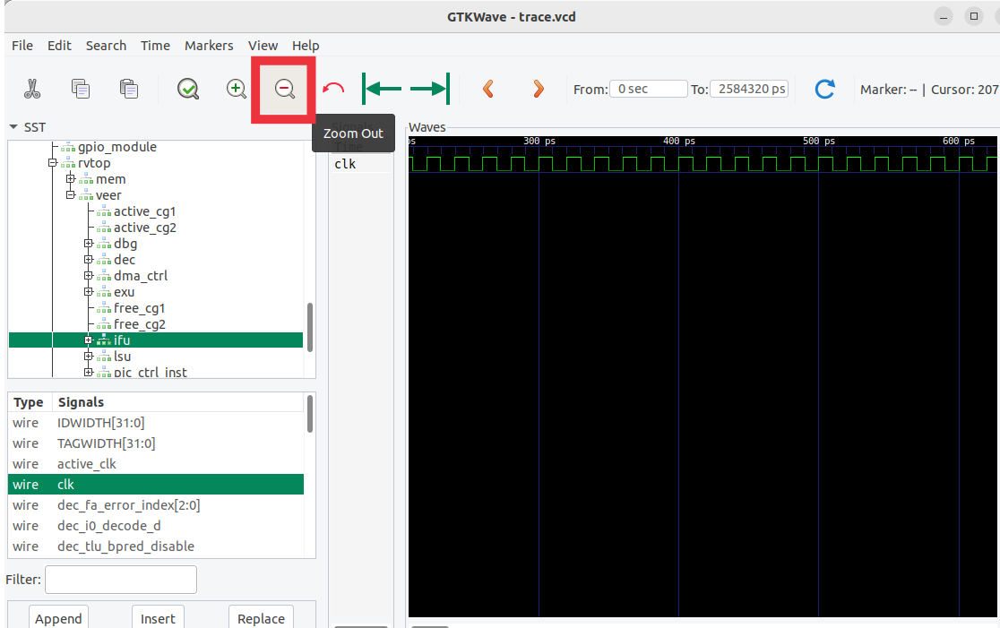 GTKWave - trace.vcd
File Edit Search Time Markers View Help
From: 0 sec To: 2584320 ps Marker: -- | Cursor: 207
SST
Zoom Out
Waves
gpio_module
rvtop
mem
veer
active_cg1
active_cg2
dbg
dec
dma_ctrl
exu
free_cg1
free_cg2
ifu
lsu
pic_ctrl_inst
Time
clk
ps 300 ps 400 ps 500 ps 600 ps
Type Signals
wire IDWIDTH[31:0]
wire TAGWIDTH[31:0]
wire active_clk
wire clk
wire dec_fa_error_index[2:0]
wire dec_i0_decode_d
wire dec_tlu_bpred_disable
Filter:
Append Insert Replace